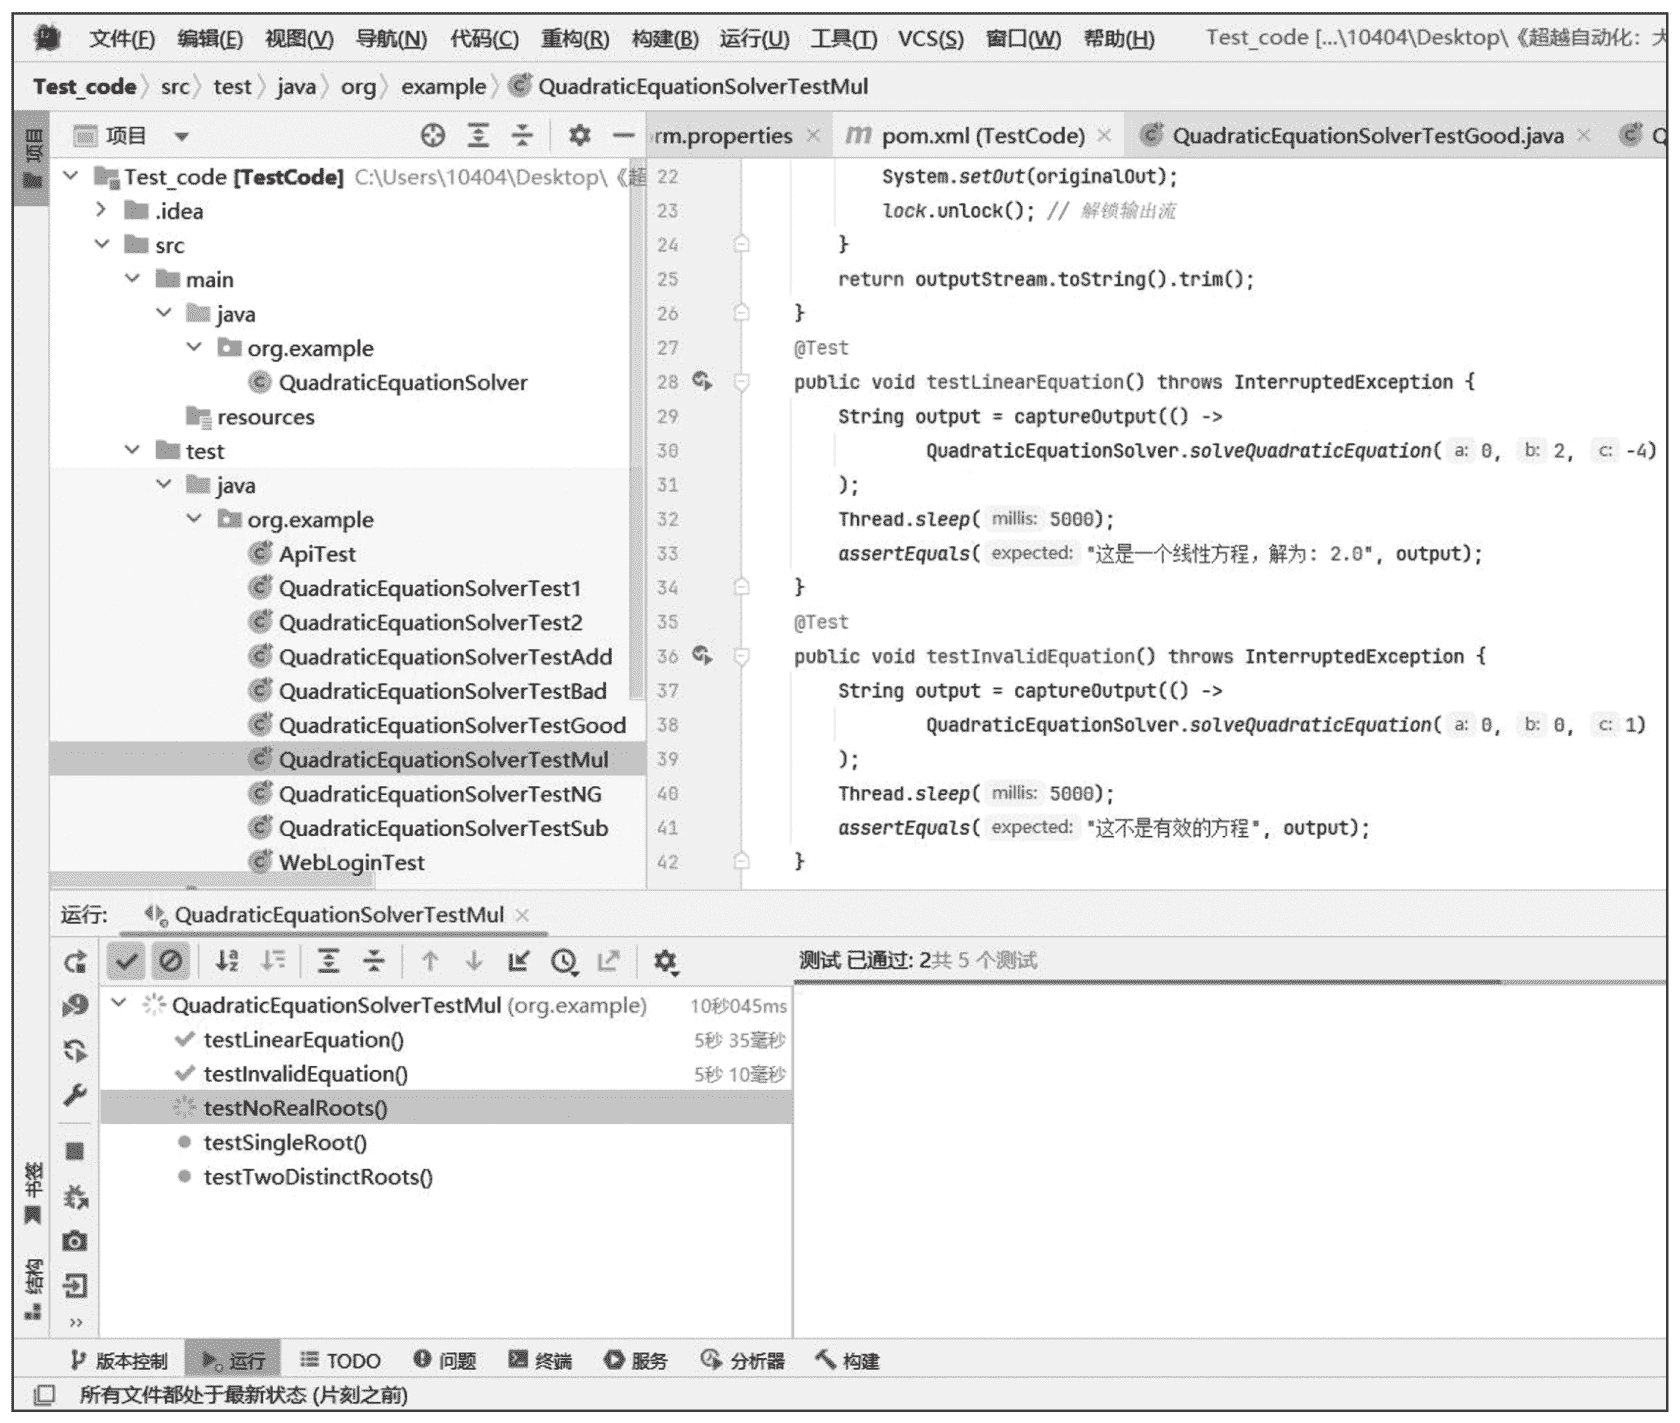 文件(F) 编辑(E) 视图(V) 导航(N) 代码(C) 重构(R) 构建(B) 运行(U) 工具(T) VCS(S) 窗口(W) 帮助(H) Test_code [...\10404\Desktop\《超越自动化: 大
Test_code src test java org example QuadraticEquationSolverTestMul
项目
项目
rm.properties pom.xml (TestCode) QuadraticEquationSolverTestGood.java
Test_code [TestCode] C:\Users\10404\Desktop\《超
.idea
src
main
java
org.example
QuadraticEquationSolver
resources
test
java
org.example
ApiTest
QuadraticEquationSolverTest1
QuadraticEquationSolverTest2
QuadraticEquationSolverTestAdd
QuadraticEquationSolverTestBad
QuadraticEquationSolverTestGood
QuadraticEquationSolverTestMul
QuadraticEquationSolverTestNG
QuadraticEquationSolverTestSub
WebLoginTest
22 System.setOut(originalOut);
23 lock.unlock(); // 解锁输出流
24 }
25 return outputStream.toString().trim();
26 }
27 @Test
28 public void testLinearEquation() throws InterruptedException {
29 String output = captureOutput(() ->
30 QuadraticEquationSolver.solveQuadraticEquation( a: 0, b: 2, c: -4)
31 );
32 Thread.sleep( millis: 5000);
33 assertEquals( expected: "这是一个线性方程，解为: 2.0", output);
34 }
35 @Test
36 public void testInvalidEquation() throws InterruptedException {
37 String output = captureOutput(() ->
38 QuadraticEquationSolver.solveQuadraticEquation( a: 0, b: 0, c: 1)
39 );
40 Thread.sleep( millis: 5000);
41 assertEquals( expected: "这不是有效的方程", output);
42 }
运行: QuadraticEquationSolverTestMul
测试 已通过: 2共 5 个测试
QuadraticEquationSolverTestMul (org.example) 10秒045ms
testLinearEquation() 5秒 35毫秒
testInvalidEquation() 5秒 10毫秒
testNoRealRoots()
testSingleRoot()
testTwoDistinctRoots()
书签
结构
版本控制 运行 TODO 问题 终端 服务 分析器 构建
所有文件都处于最新状态 (片刻之前)